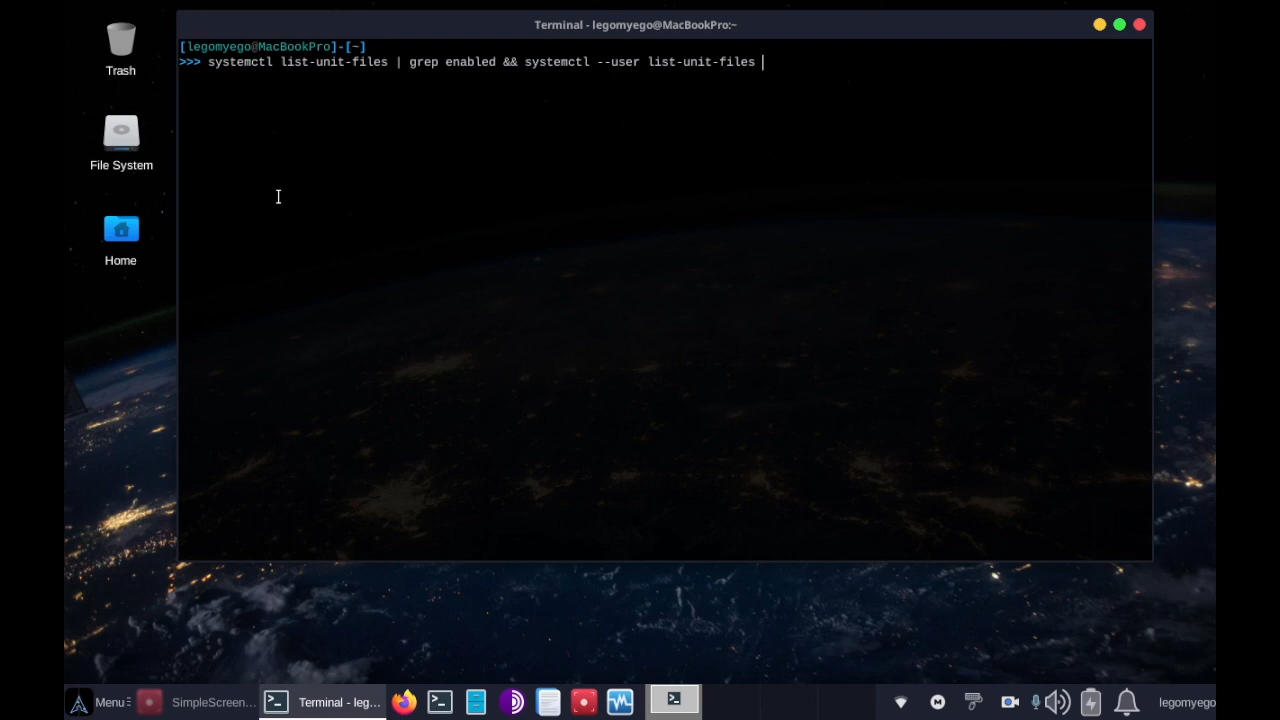 Terminal - legomyego@MacBookPro:~
Trash
File System
Home
[legomyego@MacBookPro]-[~]
>>> systemctl list-unit-files | grep enabled && systemctl --user list-unit-files
Menu
SimpleScreen...
Terminal - leg...
M
legomyego